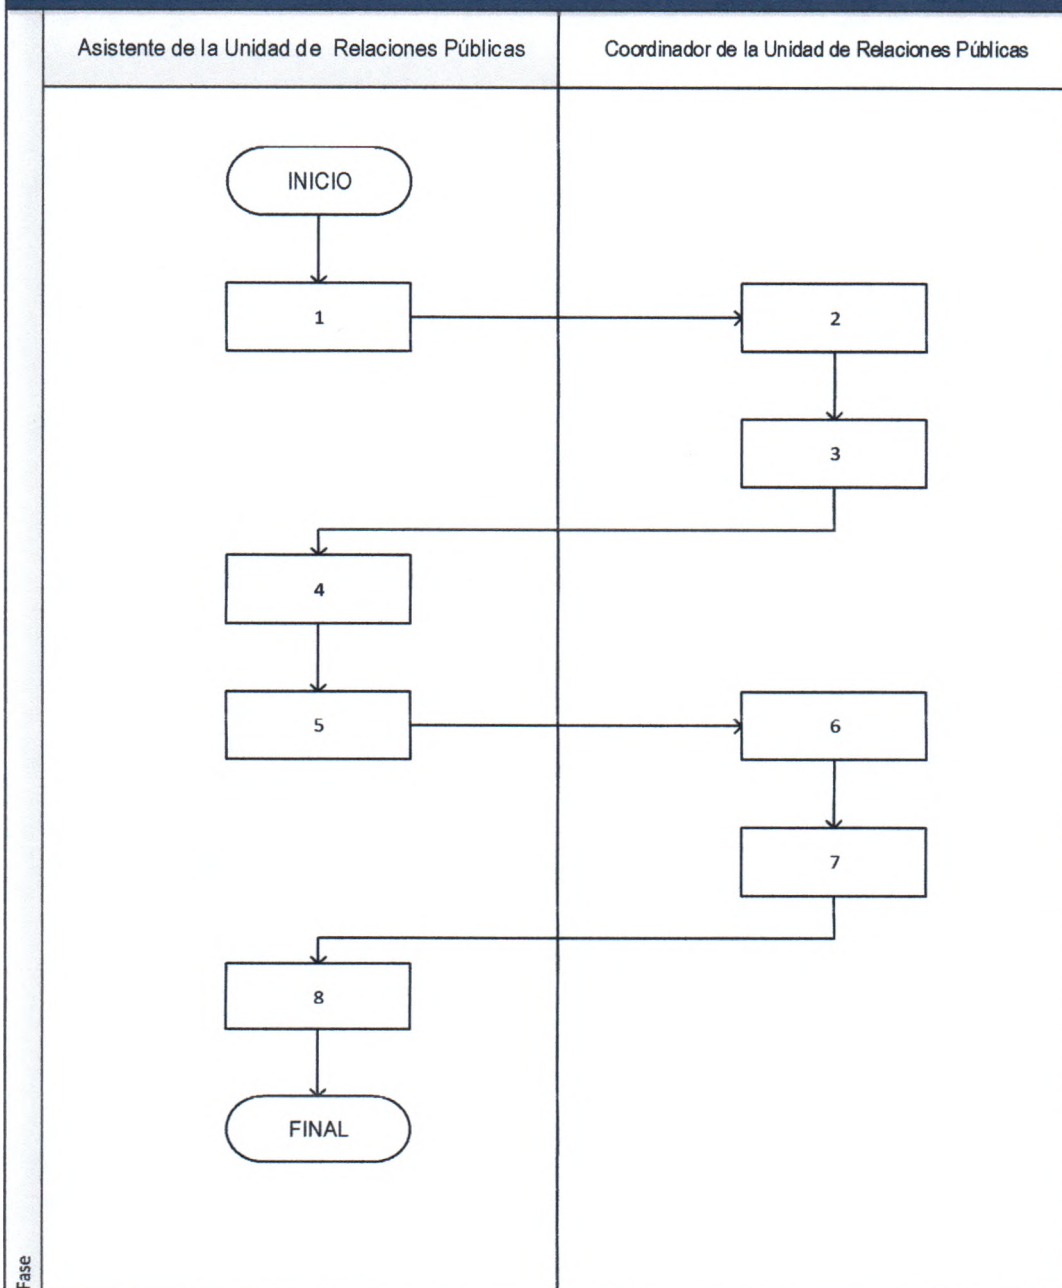 Asistente de la Unidad de Relaciones Públicas
Coordinador de la Unidad de Relaciones Públicas
INICIO
1
2
3
4
5
6
7
8
FINAL
Fase